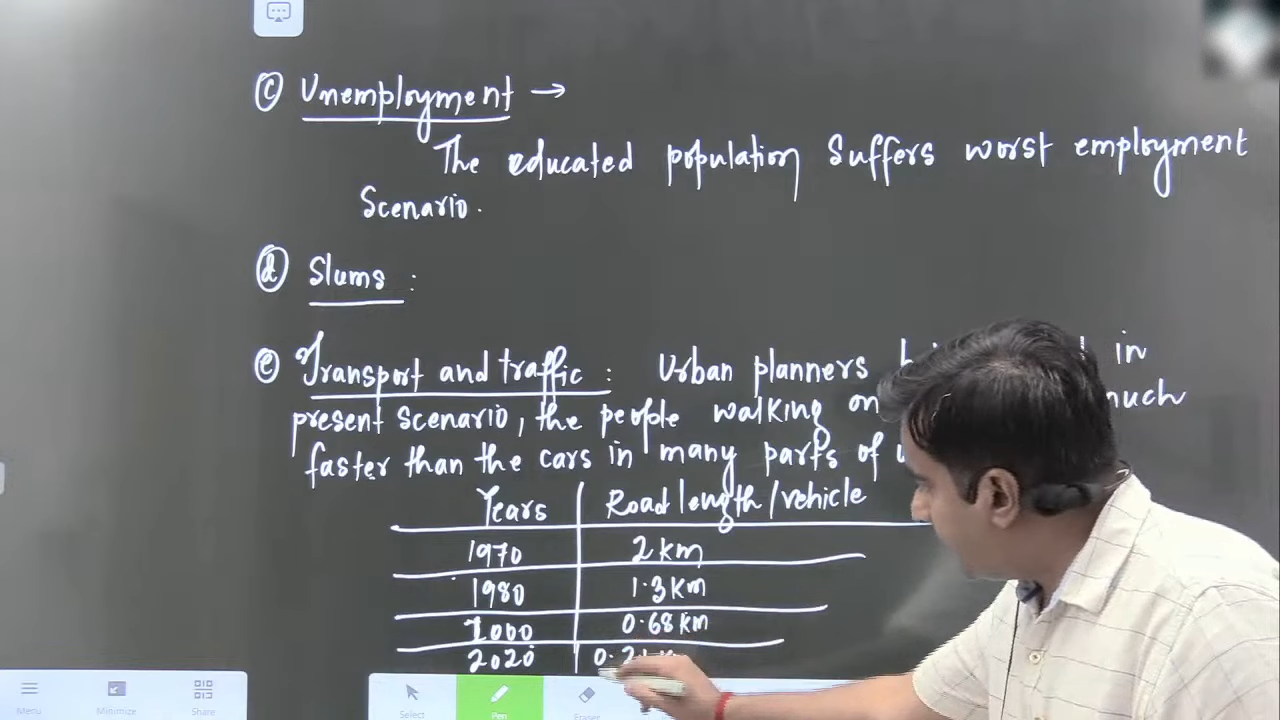 (c) Unemployment →
The educated population Suffers worst employment
Scenario.
(d) Slums :
(e) Transport and traffic : Urban planners in
present scenario, the people walking on much
faster than the cars in many parts of
Years Road length/vehicle
1970 2 km
1980 1.3 km
2000 0.68 km
2020
Menu Minimize Share Select Pen Eraser